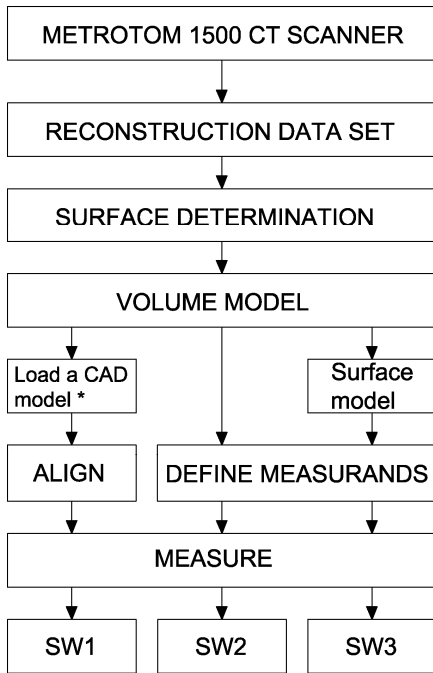 METROTOM 1500 CT SCANNER
RECONSTRUCTION DATA SET
SURFACE DETERMINATION
VOLUME MODEL
Load a CAD
model *
Surface
model
ALIGN
DEFINE MEASURANDS
MEASURE
SW1
SW2
SW3